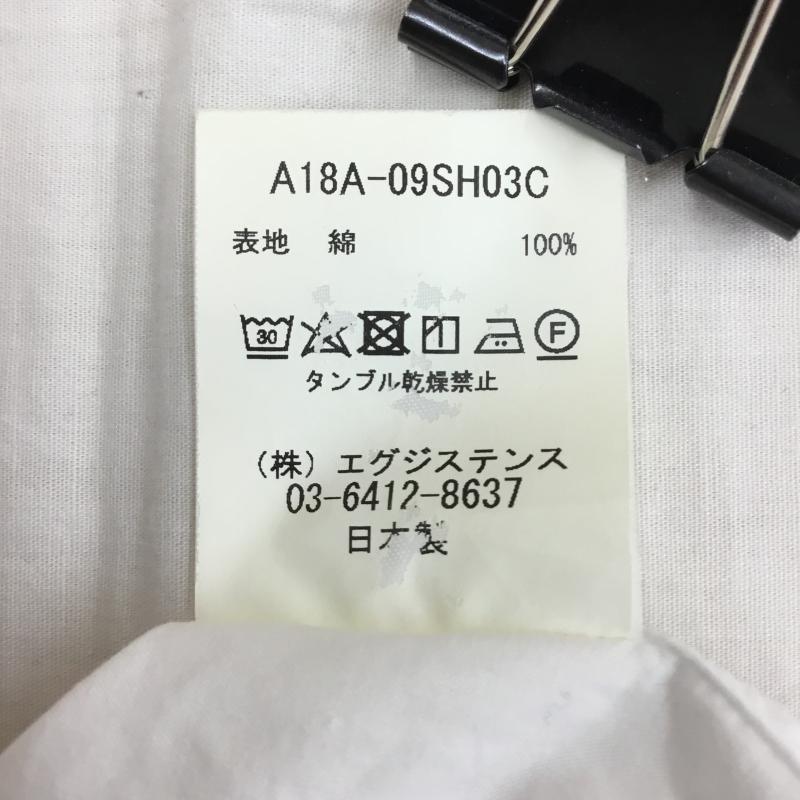 A18A-09SH03C
表地 綿 100%
30 F
タンブル乾燥禁止
(株) エグジステンス
03-6412-8637
日本製